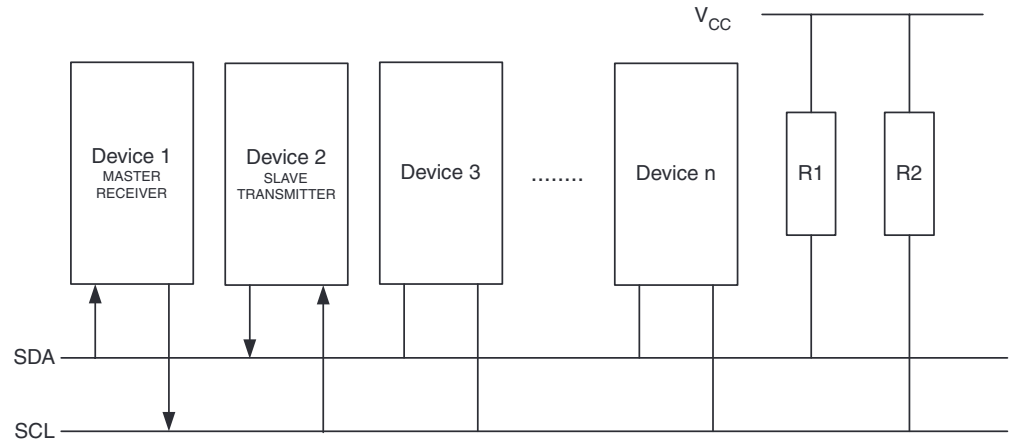 VCC
Device 1
MASTER
RECEIVER
Device 2
SLAVE
TRANSMITTER
Device 3
........
Device n
R1
R2
SDA
SCL